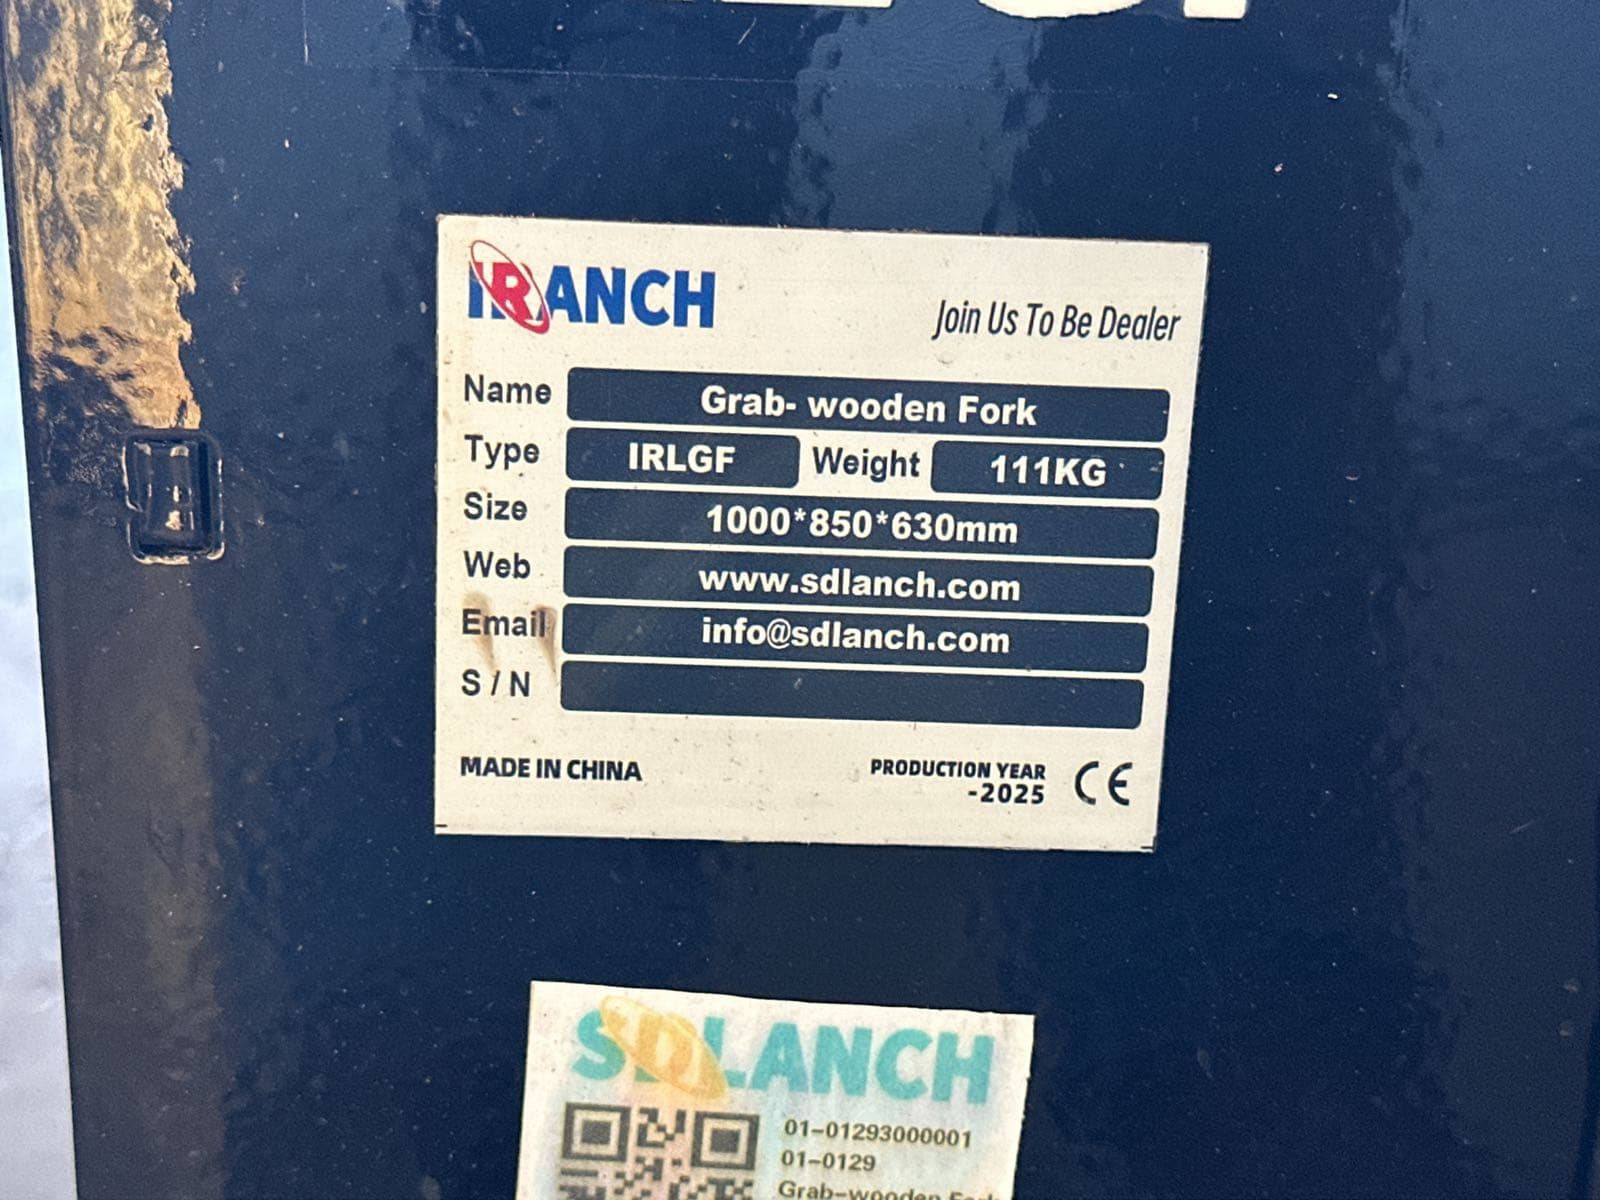 IRANCH
Join Us To Be Dealer
Name Grab- wooden Fork
Type IRLGF Weight 111KG
Size 1000*850*630mm
Web www.sdlanch.com
Email info@sdlanch.com
S / N
MADE IN CHINA
PRODUCTION YEAR
-2025
CE
SDLANCH
01-01293000001
01-0129
Grab-wooden